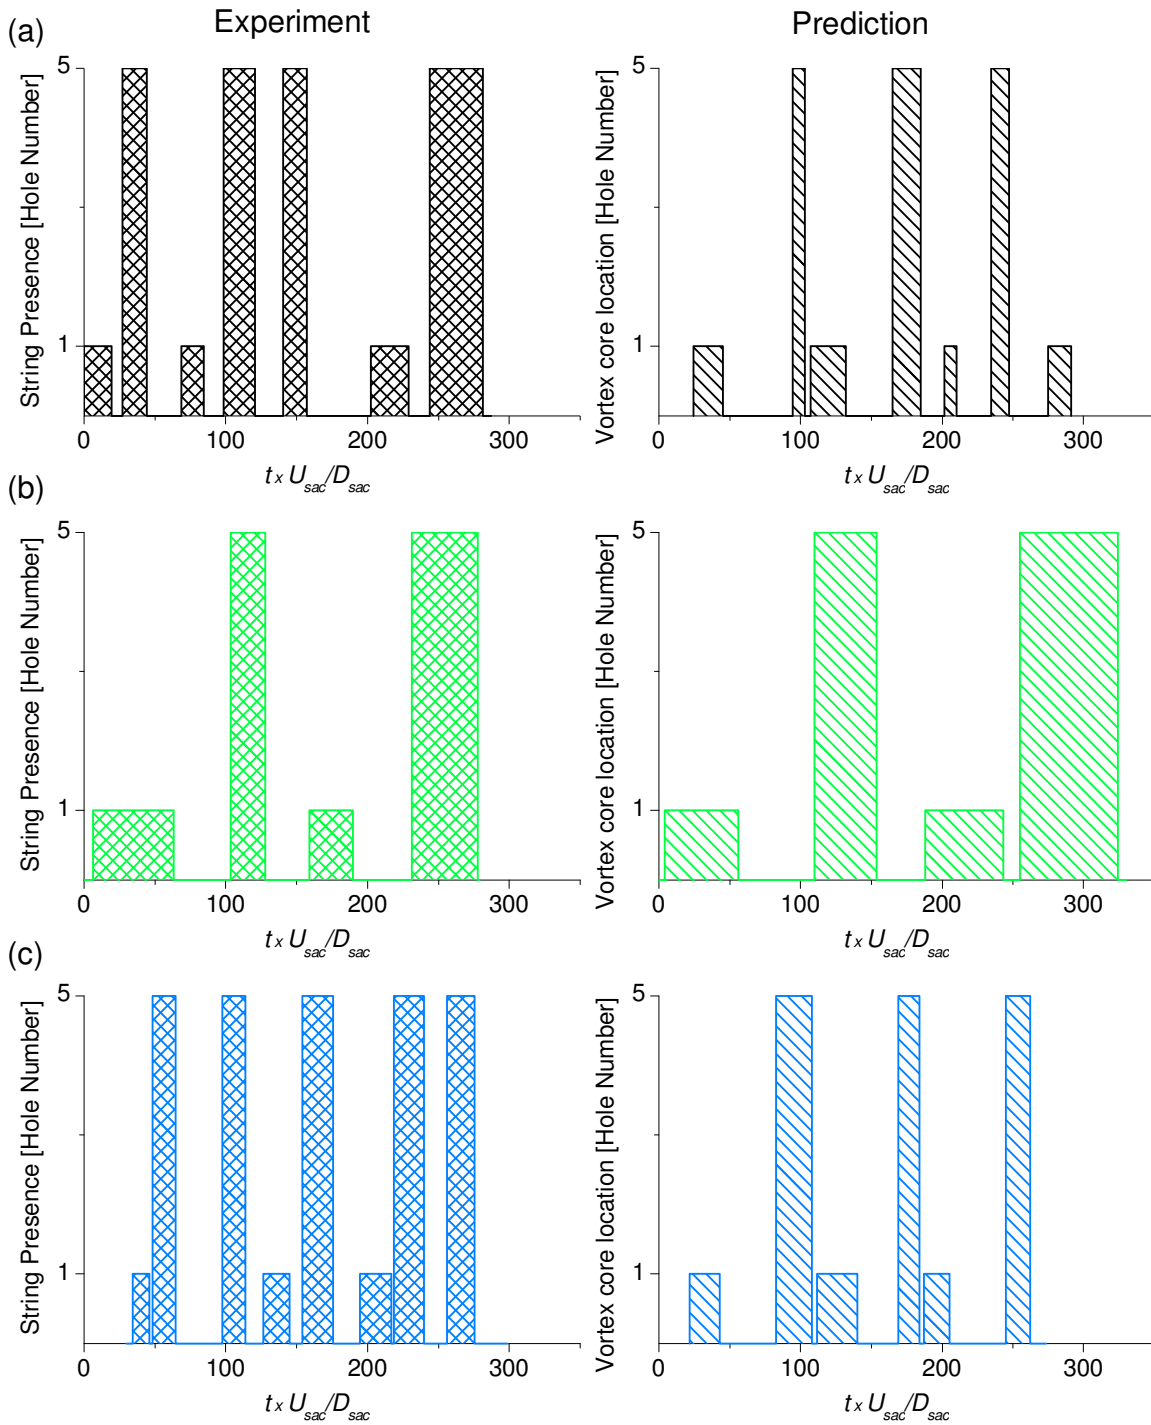 Experiment
Prediction
(a)
String Presence [Hole Number]
5
1
0 100 200 300
t x U_sac/D_sac
Vortex core location [Hole Number]
5
1
0 100 200 300
t x U_sac/D_sac
(b)
String Presence [Hole Number]
5
1
0 100 200 300
t x U_sac/D_sac
Vortex core location [Hole Number]
5
1
0 100 200 300
t x U_sac/D_sac
(c)
String Presence [Hole Number]
5
1
0 100 200 300
t x U_sac/D_sac
Vortex core location [Hole Number]
5
1
0 100 200 300
t x U_sac/D_sac